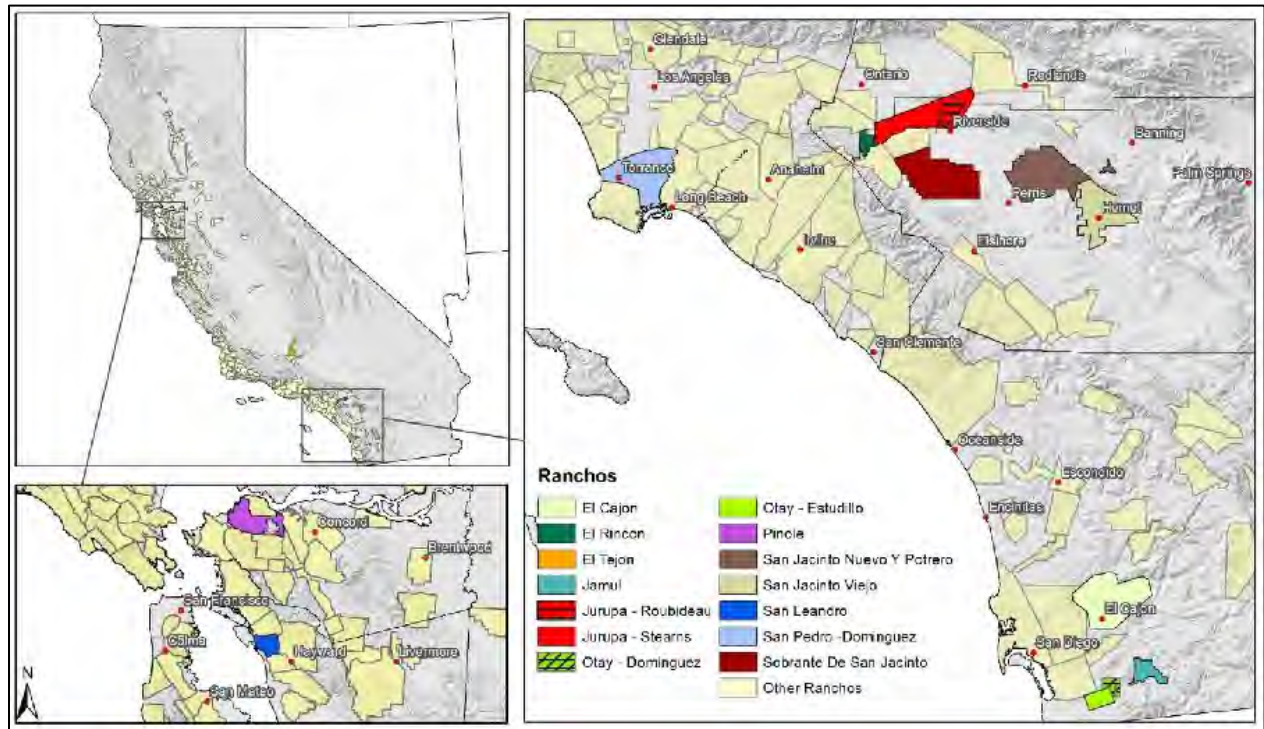 Glendale
Los Angeles
Ontario
Redlands
Riverside
Banning
Torrance
Anaheim
Palm Springs
Long Beach
Perris
Hemet
Irvine
Elsinore
San Clemente
Oceanside
Escondido
Encinitas
El Cajon
San Diego
Ranchos
El Cajon
El Rincon
El Tejon
Jamul
Jurupa - Roubideau
Jurupa - Stearns
Otay - Dominguez
Otay - Estudillo
Pinole
San Jacinto Nuevo Y Potrero
San Jacinto Viejo
San Leandro
San Pedro -Dominguez
Sobrante De San Jacinto
Other Ranchos
Concord
Brentwood
San Francisco
Colma
Hayward
Livermore
San Mateo
N